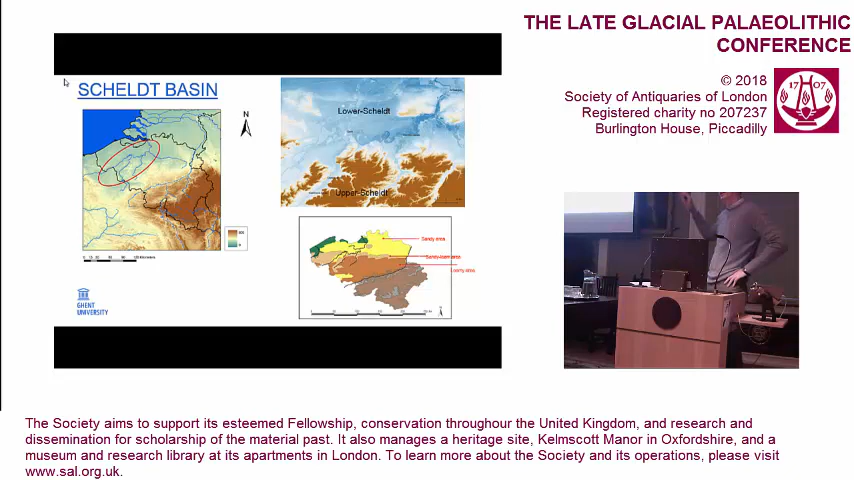 THE LATE GLACIAL PALAEOLITHIC
CONFERENCE
© 2018
Society of Antiquaries of London
Registered charity no 207237
Burlington House, Piccadilly
17 07
SCHELDT BASIN
N
Lower-Scheldt
Upper-Scheldt
Sandy area
Sandy-loam area
Loamy area
GHENT
UNIVERSITY
The Society aims to support its esteemed Fellowship, conservation throughour the United Kingdom, and research and
dissemination for scholarship of the material past. It also manages a heritage site, Kelmscott Manor in Oxfordshire, and a
museum and research library at its apartments in London. To learn more about the Society and its operations, please visit
www.sal.org.uk.